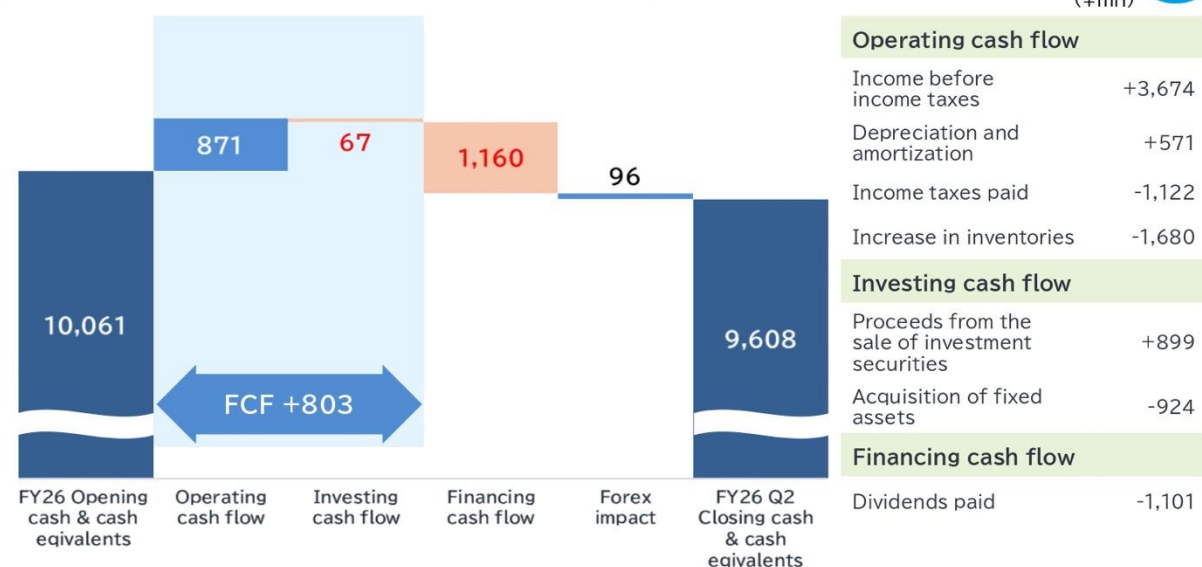 Operating cash flow
Income before
income taxes
+3,674
Depreciation and
amortization
+571
Income taxes paid
-1,122
Increase in inventories
-1,680
Investing cash flow
Proceeds from the
sale of investment
securities
+899
Acquisition of fixed
assets
-924
Financing cash flow
Dividends paid
-1,101
871
67
1,160
96
10,061
9,608
FCF +803
FY26 Opening
cash & cash
eqivalents
Operating
cash flow
Investing
cash flow
Financing
cash flow
Forex
impact
FY26 Q2
Closing cash
& cash
eqivalents